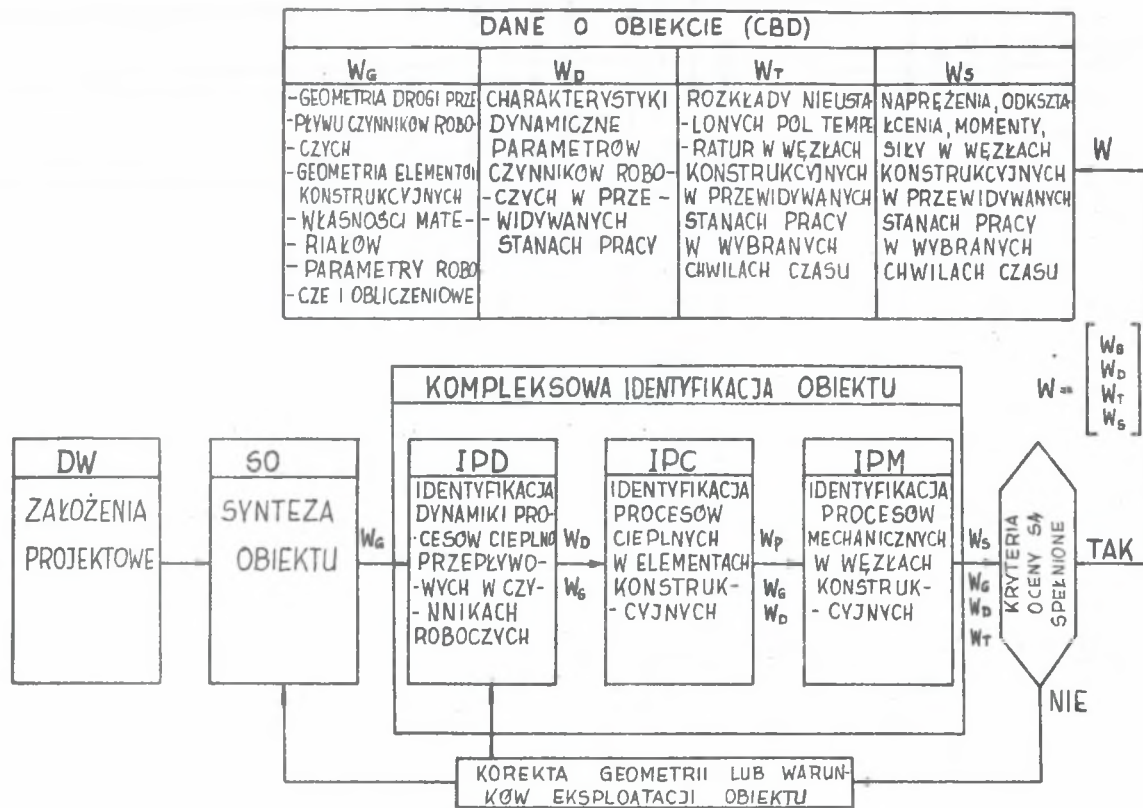 DANE O OBIEKCIE (CBD)
WG
-GEOMETRIA DROGI PRZE
-PŁYWU CZYNNIKÓW ROBO-
- CZYCH
-GEOMETRIA ELEMENTÓW
KONSTRUKCYJNYCH
-WŁASNOŚCI MATE-
- RIAŁÓW
- PARAMETRY ROBO
-CZE I OBLICZENIOWE
WD
CHARAKTERYSTYKI
DYNAMICZNE
PARAMETRÓW
CZYNNIKÓW ROBO-
-CZYCH W PRZE-
-WIDYWANYCH
STANACH PRACY
WT
ROZKŁADY NIEUSTA
-LONYCH PÓL TEMPE
-RATUR W WĘZŁACH
KONSTRUKCYJNYCH
W PRZEWIDYWANYCH
STANACH PRACY
W WYBRANYCH
CHWILACH CZASU
WS
NAPRĘŻENIA, ODKSZTA
ŁCENIA, MOMENTY,
SIŁY W WĘZŁACH
KONSTRUKCYJNYCH
W PRZEWIDYWANYCH
STANACH PRACY
W WYBRANYCH
CHWILACH CZASU
W
W =
WG
WD
WT
WS
KOMPLEKSOWA IDENTYFIKACJA OBIEKTU
DW
ZAŁOŻENIA
PROJEKTOWE
SO
SYNTEZA
OBIEKTU
WG
IPD
IDENTYFIKACJA
DYNAMIKI PRO-
-CESÓW CIEPLNO
PRZEPŁYWO-
-WYCH W CZY-
- NNIKACH
ROBOCZYCH
WD
WG
IPC
IDENTYFIKACJA
PROCESÓW
CIEPLNYCH
W ELEMENTACH
KONSTRUK-
- CYJNYCH
WP
WG
WD
IPM
IDENTYFIKACJA
PROCESÓW
MECHANICZNYCH
W WĘZŁACH
KONSTRUK-
- CYJNYCH
WS
WG
WD
WT
KRYTERIA
OCENY SĄ
SPEŁNIONE
TAK
NIE
KOREKTA GEOMETRII LUB WARUN-
KÓW EKSPLOATACJI OBIEKTU